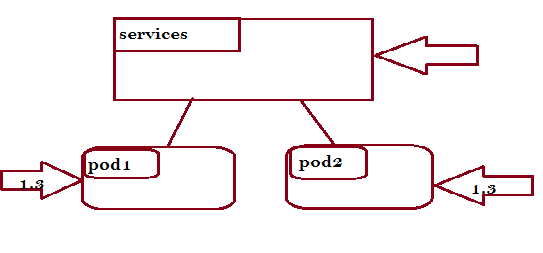 services
pod1
pod2
1.3
1.3